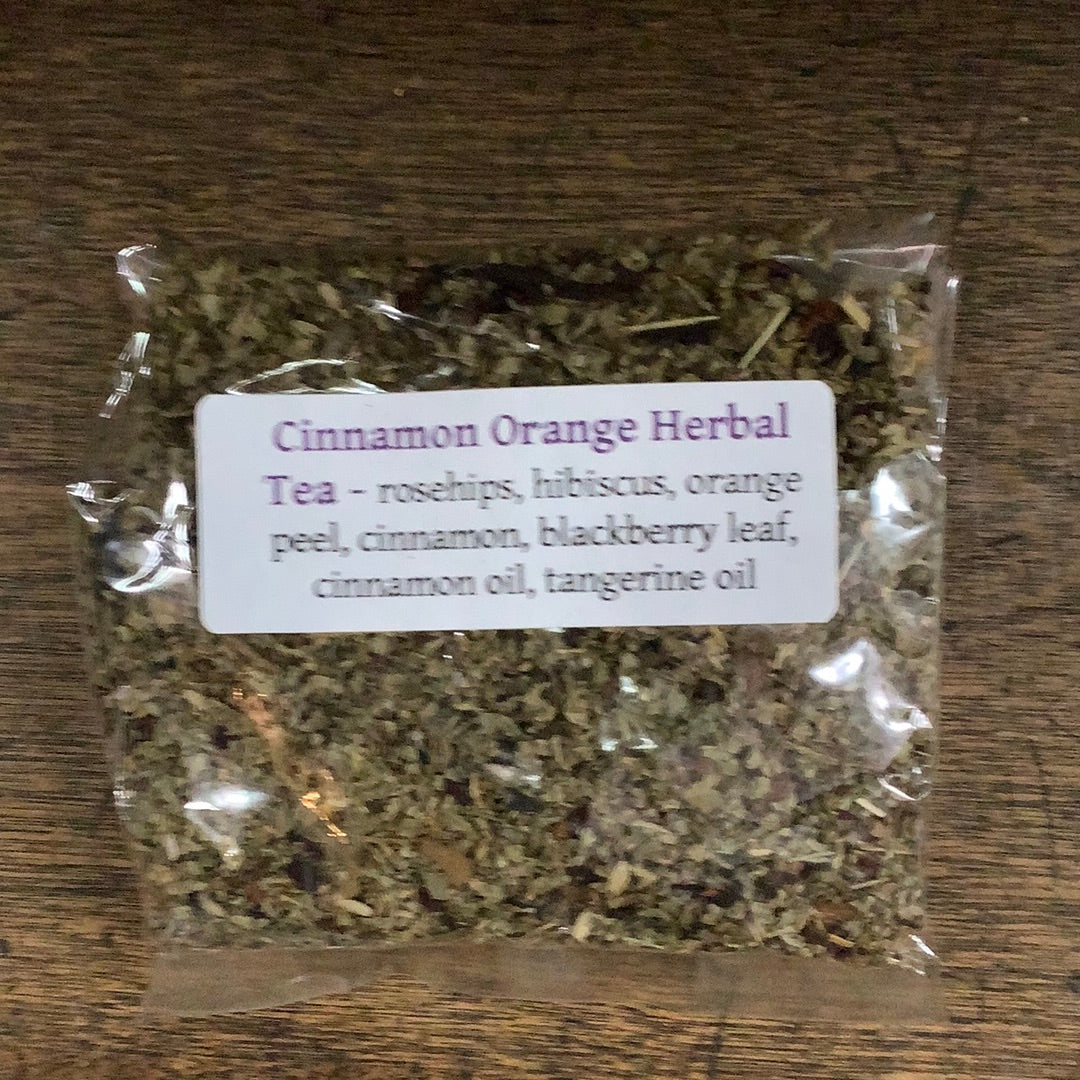 Cinnamon Orange Herbal
Tea - rosehips, hibiscus, orange
peel, cinnamon, blackberry leaf,
cinnamon oil, tangerine oil